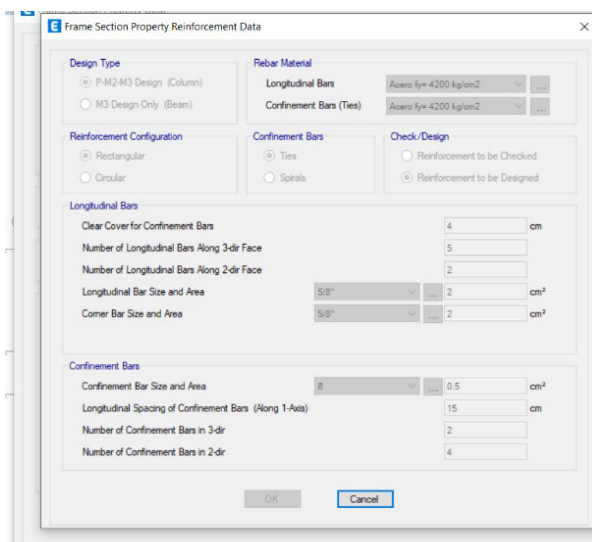 E Frame Section Property Reinforcement Data
Design Type
P-M2-M3 Design (Column)
M3 Design Only (Beam)
Rebar Material
Longitudinal Bars
Acero fy= 4200 kg/cm2
...
Confinement Bars (Ties)
Acero fy= 4200 kg/cm2
...
Reinforcement Configuration
Rectangular
Circular
Confinement Bars
Ties
Spirals
Check/Design
Reinforcement to be Checked
Reinforcement to be Designed
Longitudinal Bars
Clear Cover for Confinement Bars 4 cm
Number of Longitudinal Bars Along 3-dir Face 5
Number of Longitudinal Bars Along 2-dir Face 2
Longitudinal Bar Size and Area 5/8" ... 2 cm²
Corner Bar Size and Area 5/8" ... 2 cm²
Confinement Bars
Confinement Bar Size and Area 8 ... 0.5 cm²
Longitudinal Spacing of Confinement Bars (Along 1-Axis) 15 cm
Number of Confinement Bars in 3-dir 2
Number of Confinement Bars in 2-dir 4
OK Cancel